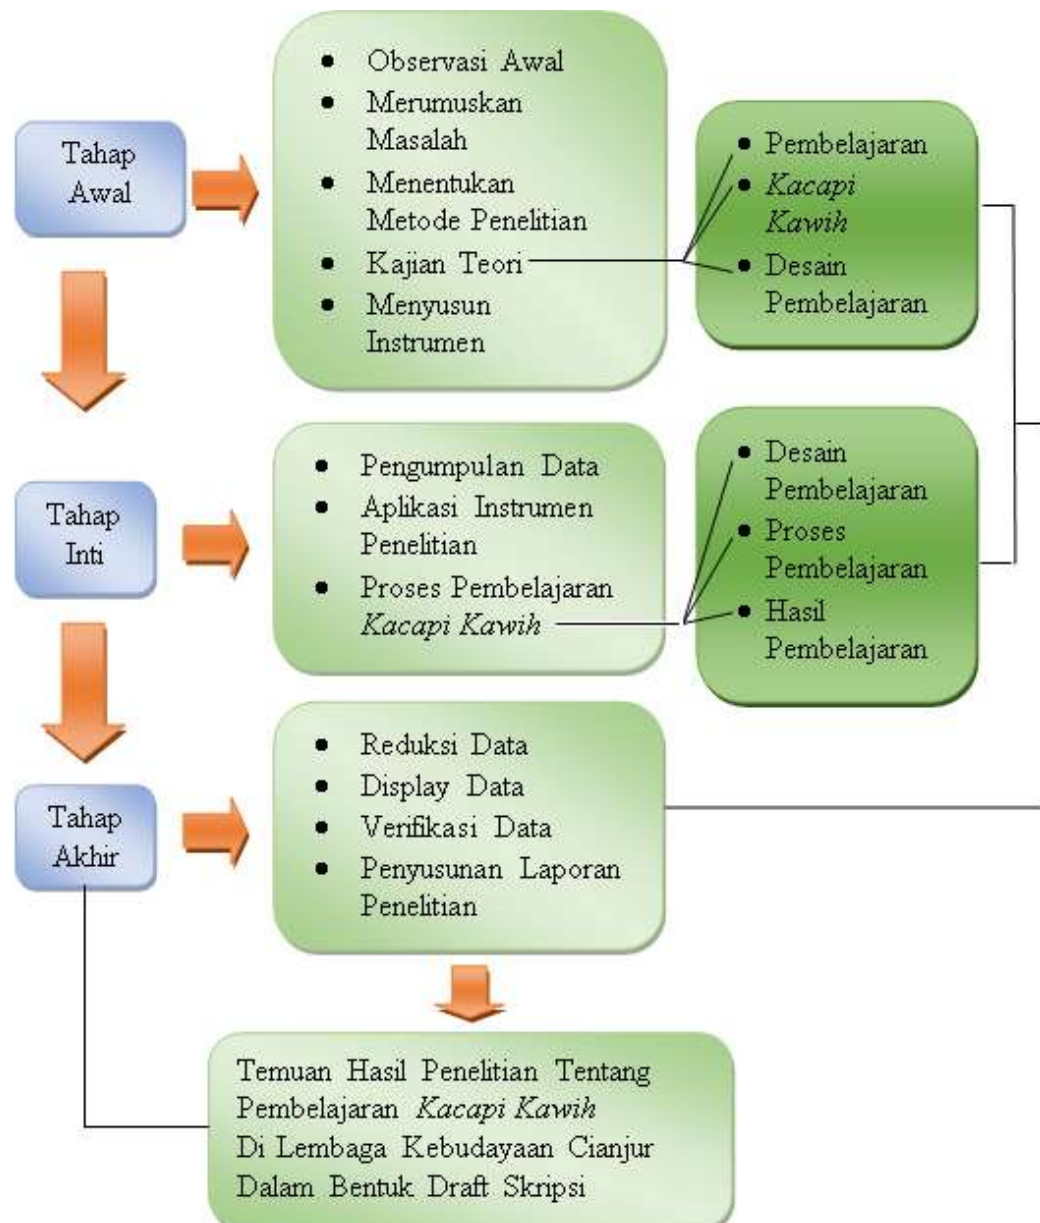 Tahap
Awal
Observasi Awal
Merumuskan
Masalah
Menentukan
Metode Penelitian
Kajian Teori
Menyusun
Instrumen
Pembelajaran
Kacapi
Kawih
Desain
Pembelajaran
Tahap
Inti
Pengumpulan Data
Aplikasi Instrumen
Penelitian
Proses Pembelajaran
Kacapi Kawih
Desain
Pembelajaran
Proses
Pembelajaran
Hasil
Pembelajaran
Tahap
Akhir
Reduksi Data
Display Data
Verifikasi Data
Penyusunan Laporan
Penelitian
Temuan Hasil Penelitian Tentang
Pembelajaran Kacapi Kawih
Di Lembaga Kebudayaan Cianjur
Dalam Bentuk Draft Skripsi